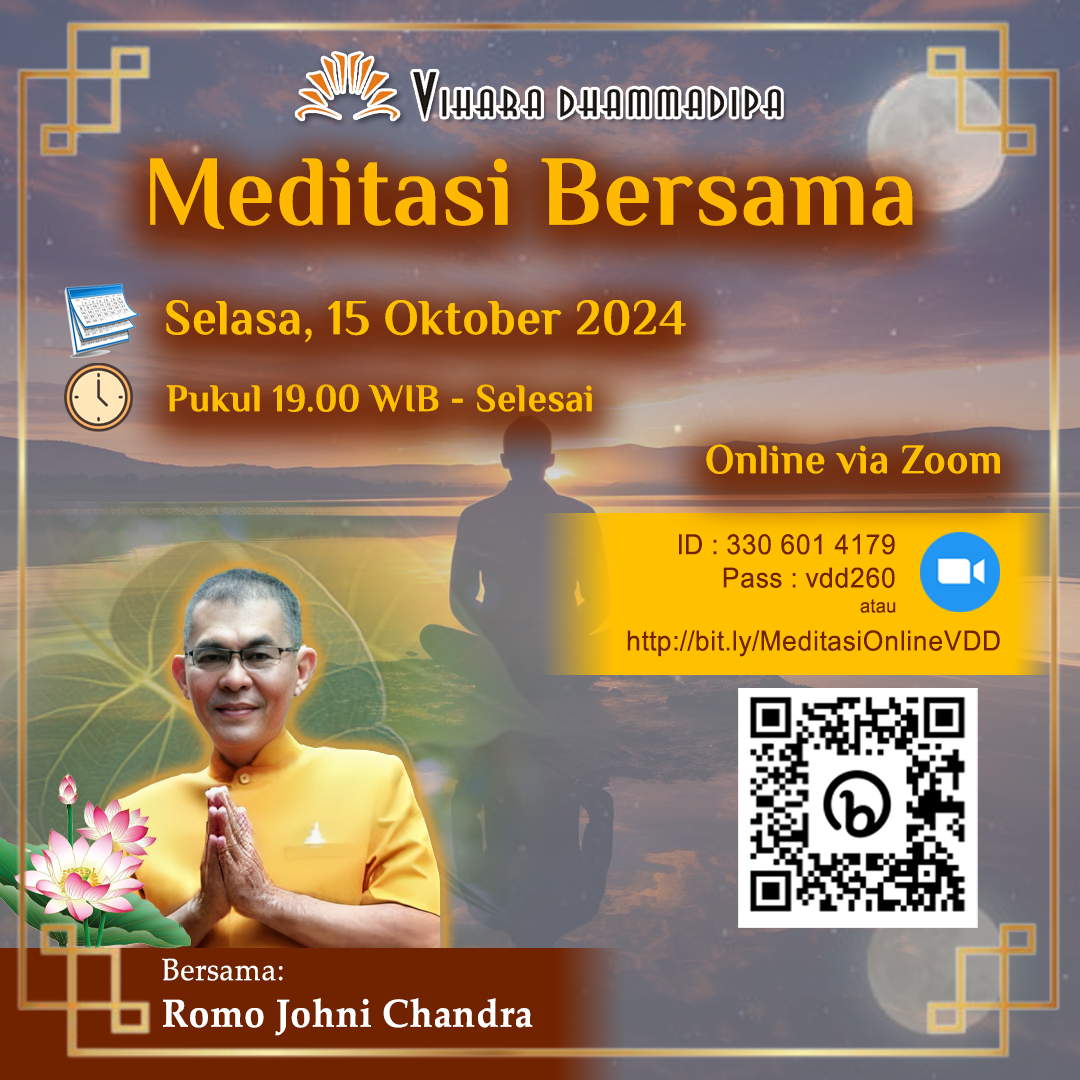 VIHARA DHAMMADIPA
Meditasi Bersama
Selasa, 15 Oktober 2024
Pukul 19.00 WIB - Selesai
Online via Zoom
ID : 330 601 4179
Pass : vdd260
atau
http://bit.ly/MeditasiOnlineVDD
Bersama:
Romo Johni Chandra